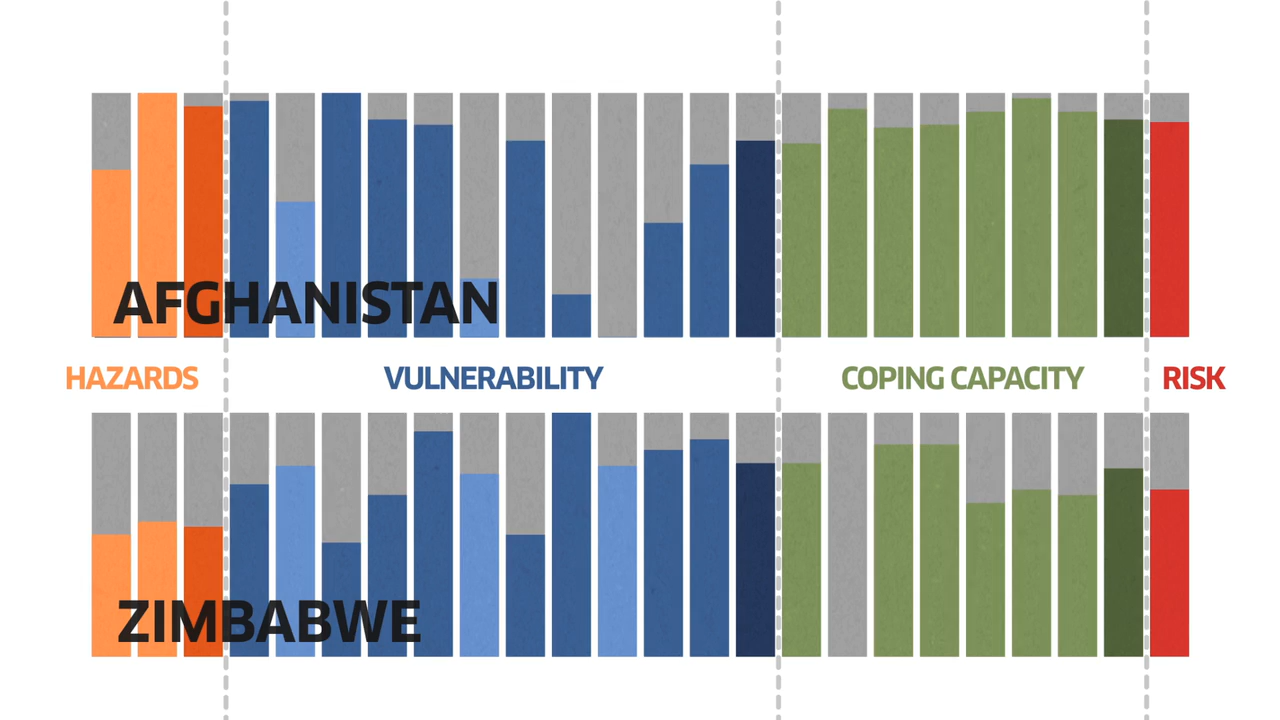 AFGHANISTAN
HAZARDS
VULNERABILITY
COPING CAPACITY
RISK
ZIMBABWE